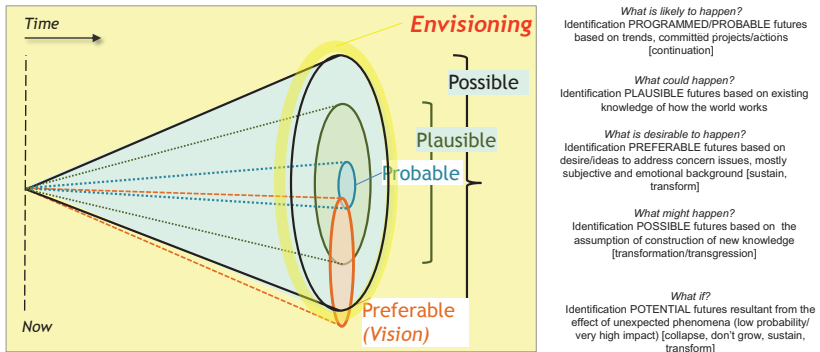 Time
Envisioning
Possible
Plausible
Probable
Preferable
(Vision)
Now
What is likely to happen?
Identification PROGRAMMED/PROBABLE futures
based on trends, committed projects/actions
[continuation]
What could happen?
Identification PLAUSIBLE futures based on existing
knowledge of how the world works
What is desirable to happen?
Identification PREFERABLE futures based on
desire/ideas to address concern issues, mostly
subjective and emotional background [sustain,
transform]
What might happen?
Identification POSSIBLE futures based on the
assumption of construction of new knowledge
[transformation/transgression]
What if?
Identification POTENTIAL futures resultant from the
effect of unexpected phenomena (low probability/
very high impact) [collapse, don't grow, sustain,
transform]